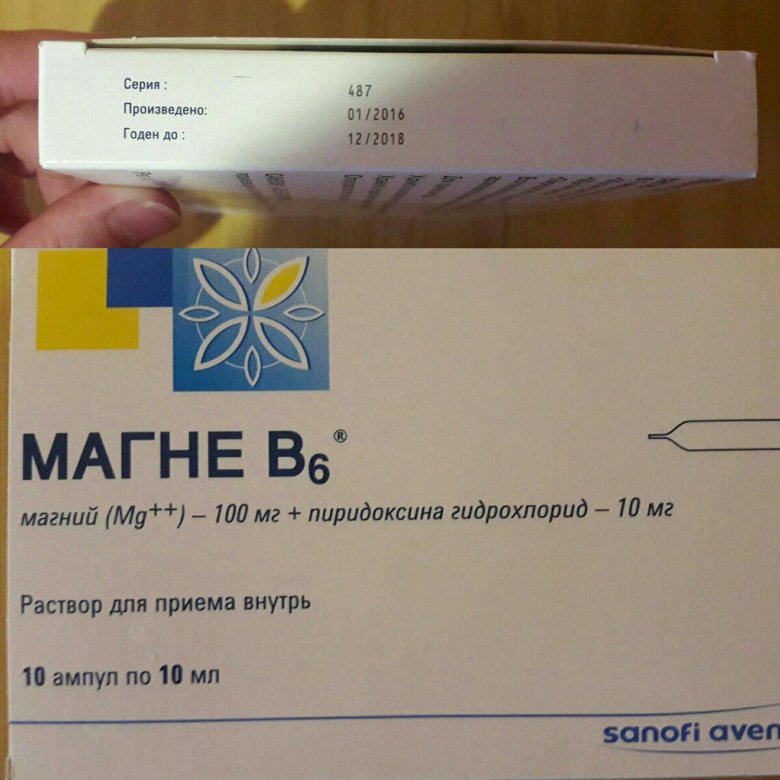 Серия : 487
Произведено: 01/2016
Годен до : 12/2018
МАГНЕ В6®
магний (Mg++) – 100 мг + пиридоксина гидрохлорид – 10 мг
Раствор для приема внутрь
10 ампул по 10 мл
sanofi aven